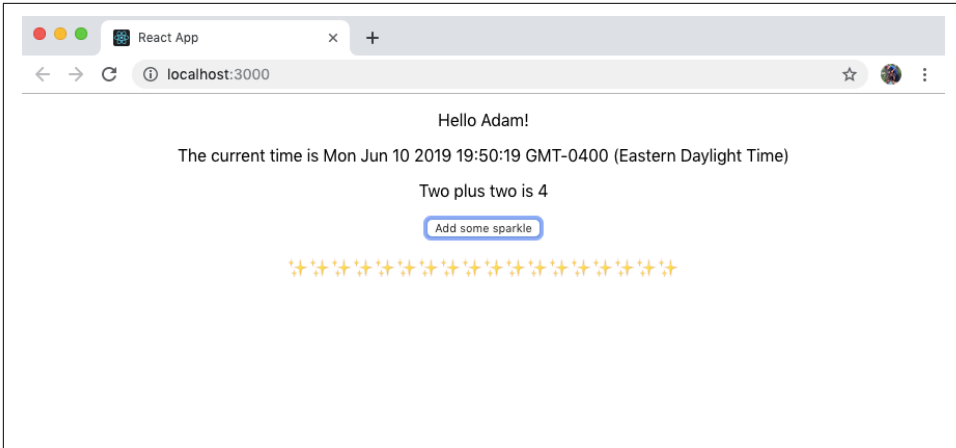 React App
localhost:3000
Hello Adam!
The current time is Mon Jun 10 2019 19:50:19 GMT-0400 (Eastern Daylight Time)
Two plus two is 4
Add some sparkle
✨✨✨✨✨✨✨✨✨✨✨✨✨✨✨✨✨✨